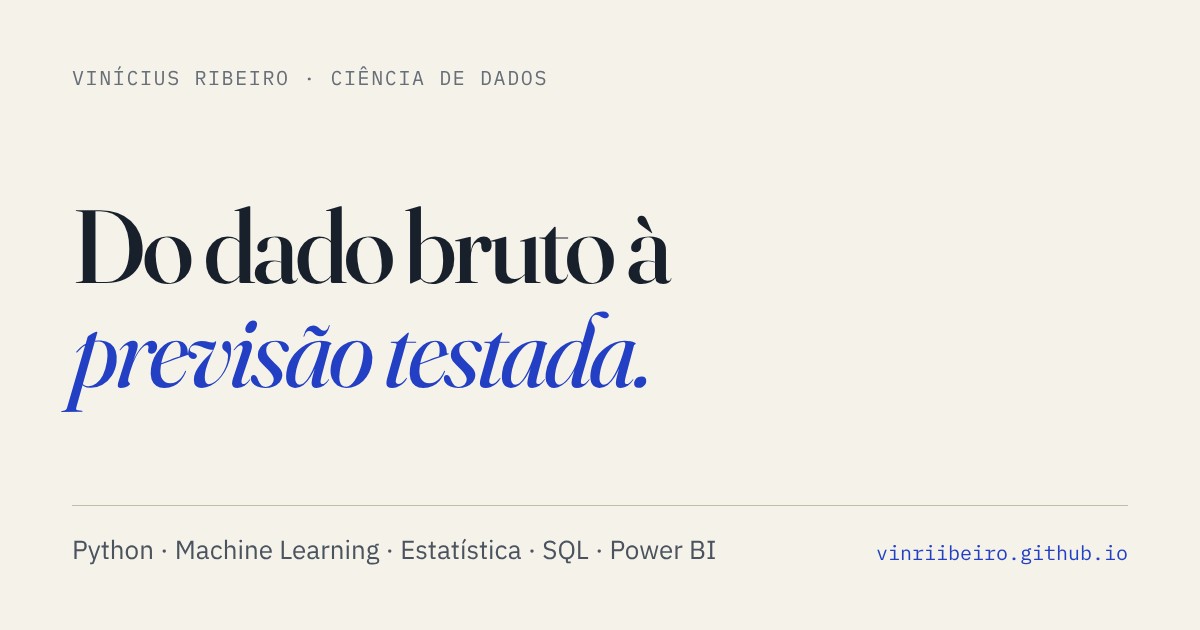 VINÍCIUS RIBEIRO · CIÊNCIA DE DADOS
Do dado bruto à
previsão testada.
Python · Machine Learning · Estatística · SQL · Power BI
vinriibeiro.github.io